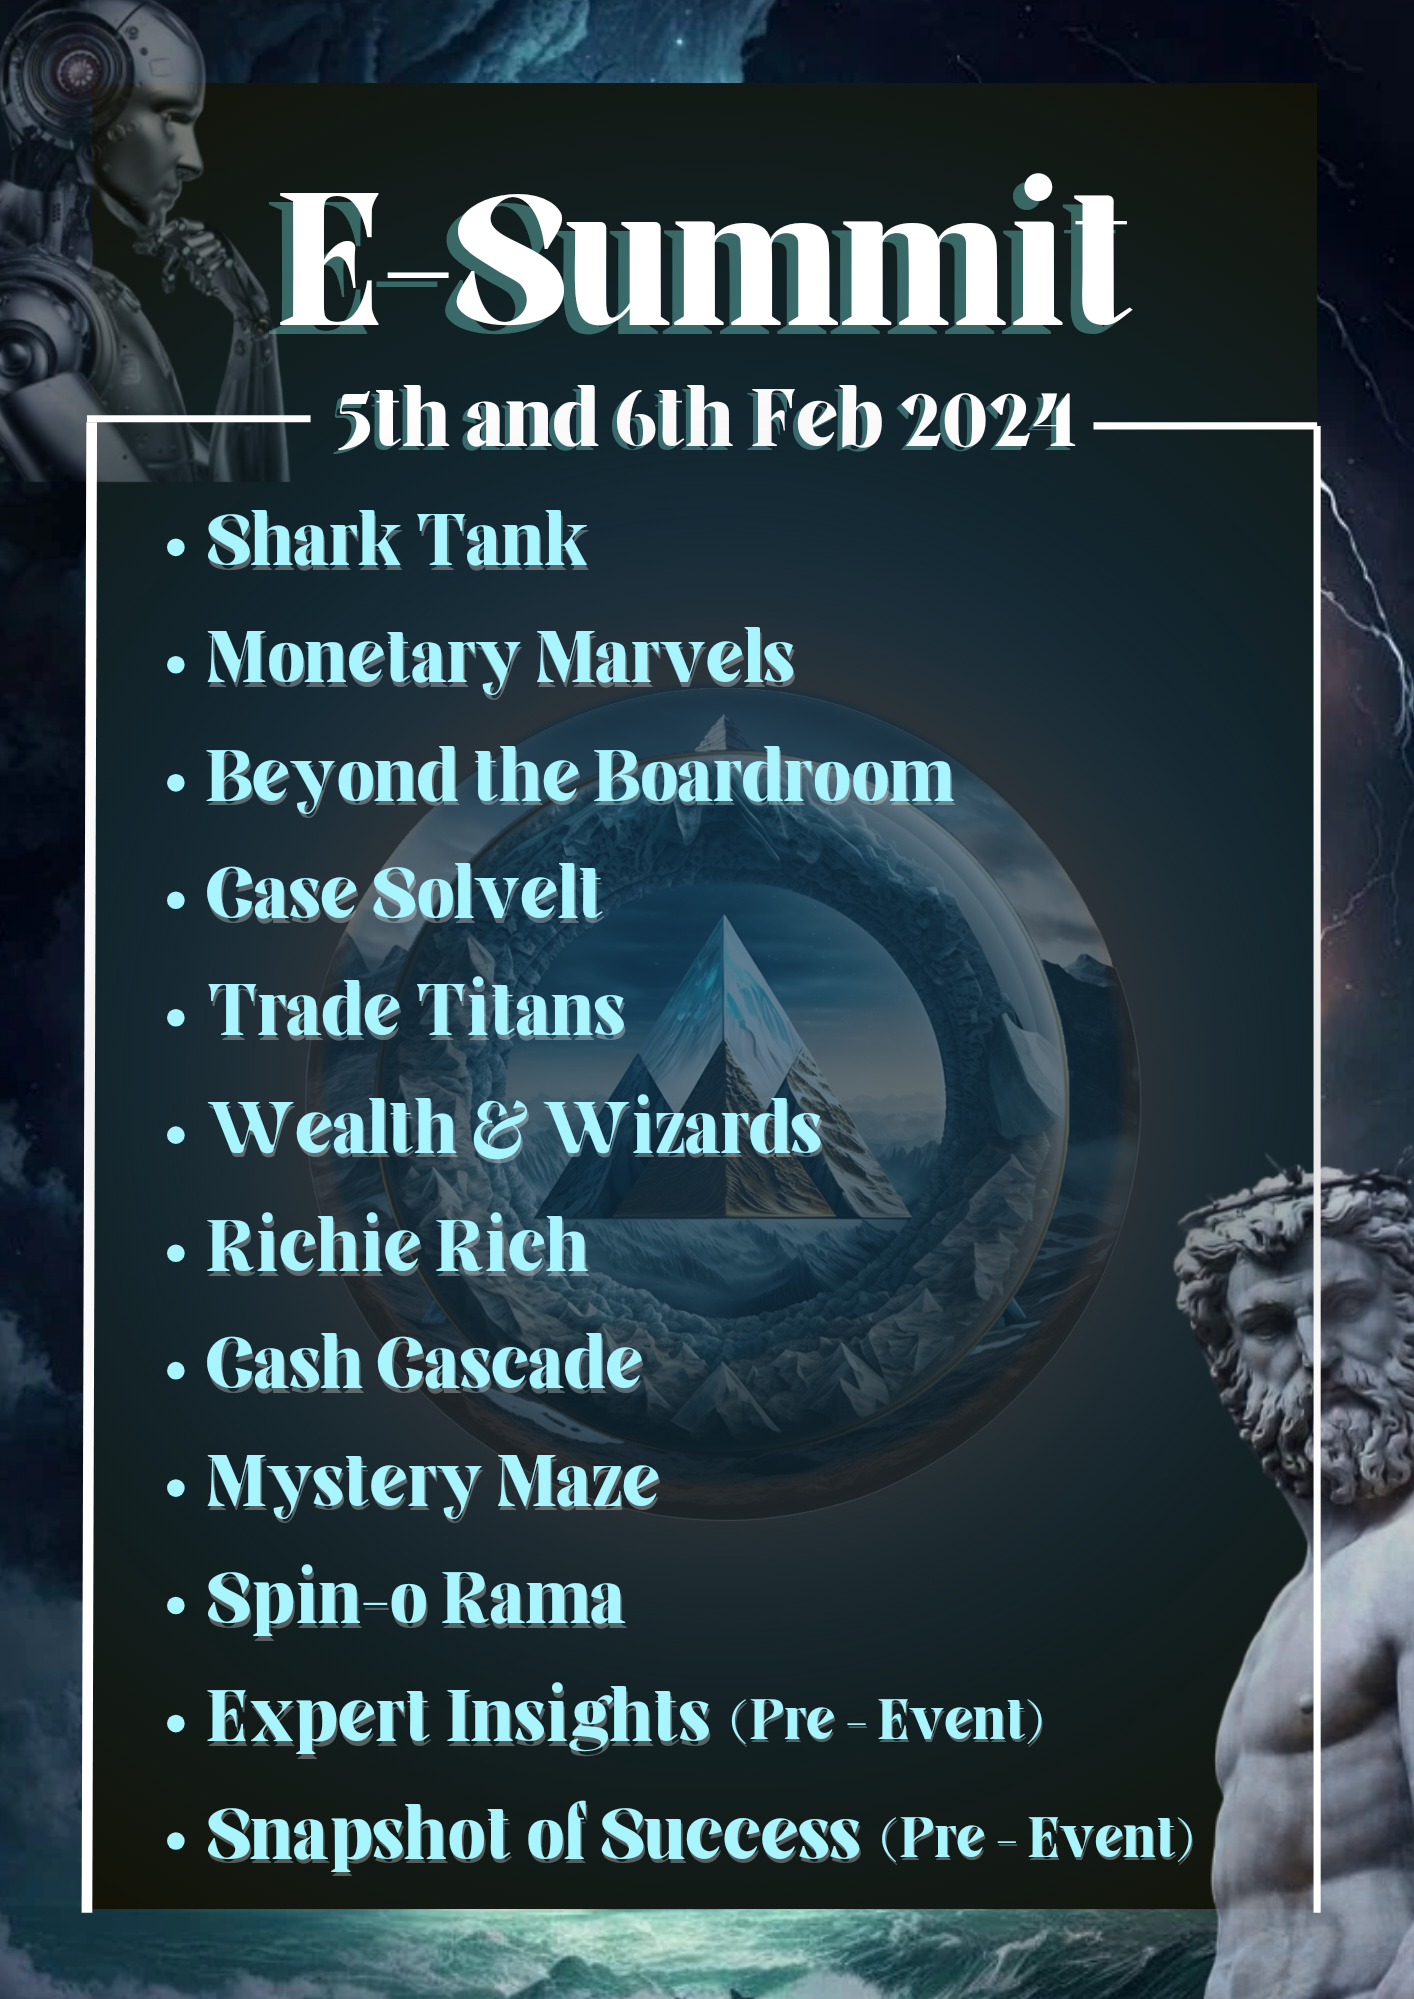 E-Summit
5th and 6th Feb 2024
• Shark Tank
• Monetary Marvels
• Beyond the Boardroom
• Case SolveIt
• Trade Titans
• Wealth & Wizards
• Richie Rich
• Cash Cascade
• Mystery Maze
• Spin-o Rama
• Expert Insights (Pre - Event)
• Snapshot of Success (Pre - Event)